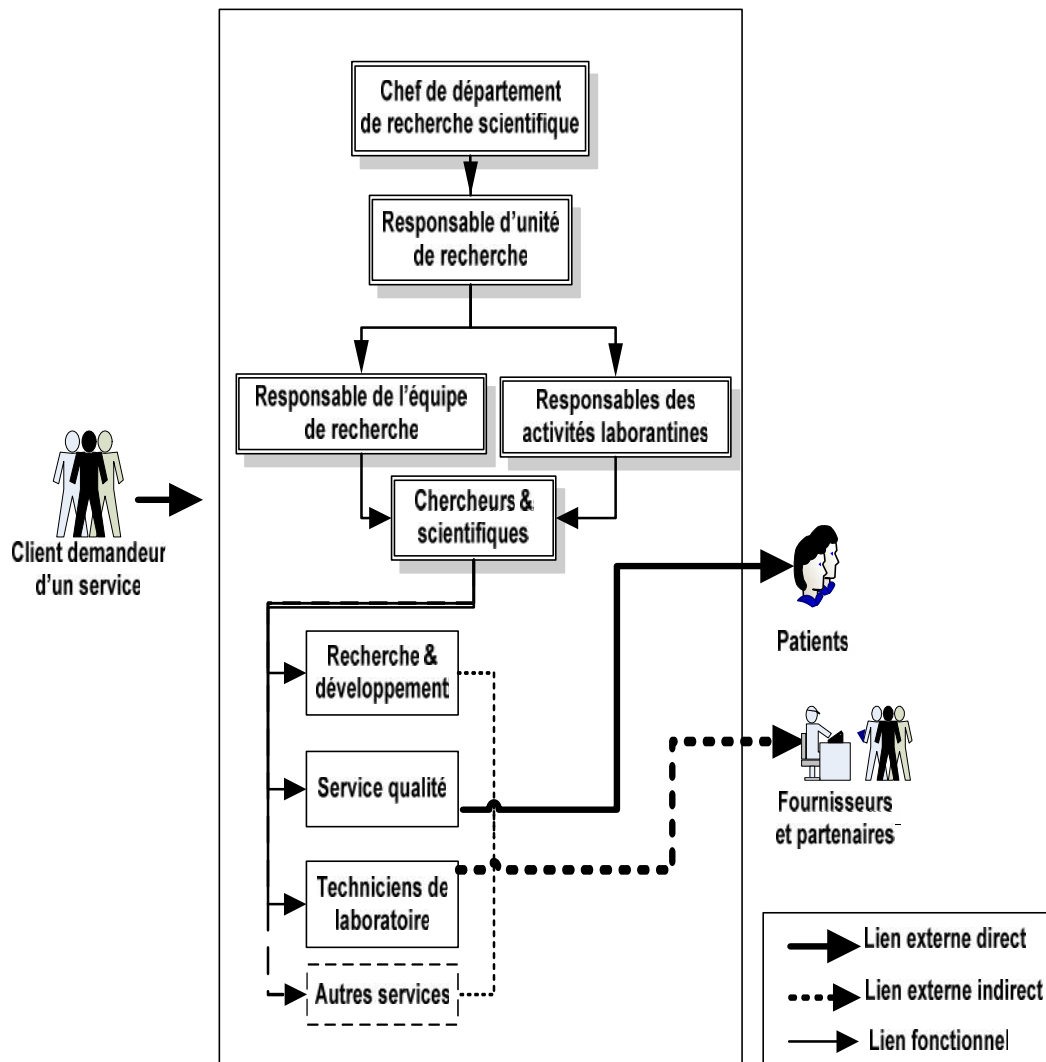 Chef de département
de recherche scientifique
Responsable d'unité
de recherche
Responsable de l'équipe
de recherche
Responsables des
activités laborantines
Chercheurs &
scientifiques
Client demandeur
d'un service
Patients
Recherche &
développement
Service qualité
Fournisseurs
et partenaires
Techniciens de
laboratoire
Autres services
Lien externe direct
Lien externe indirect
Lien fonctionnel